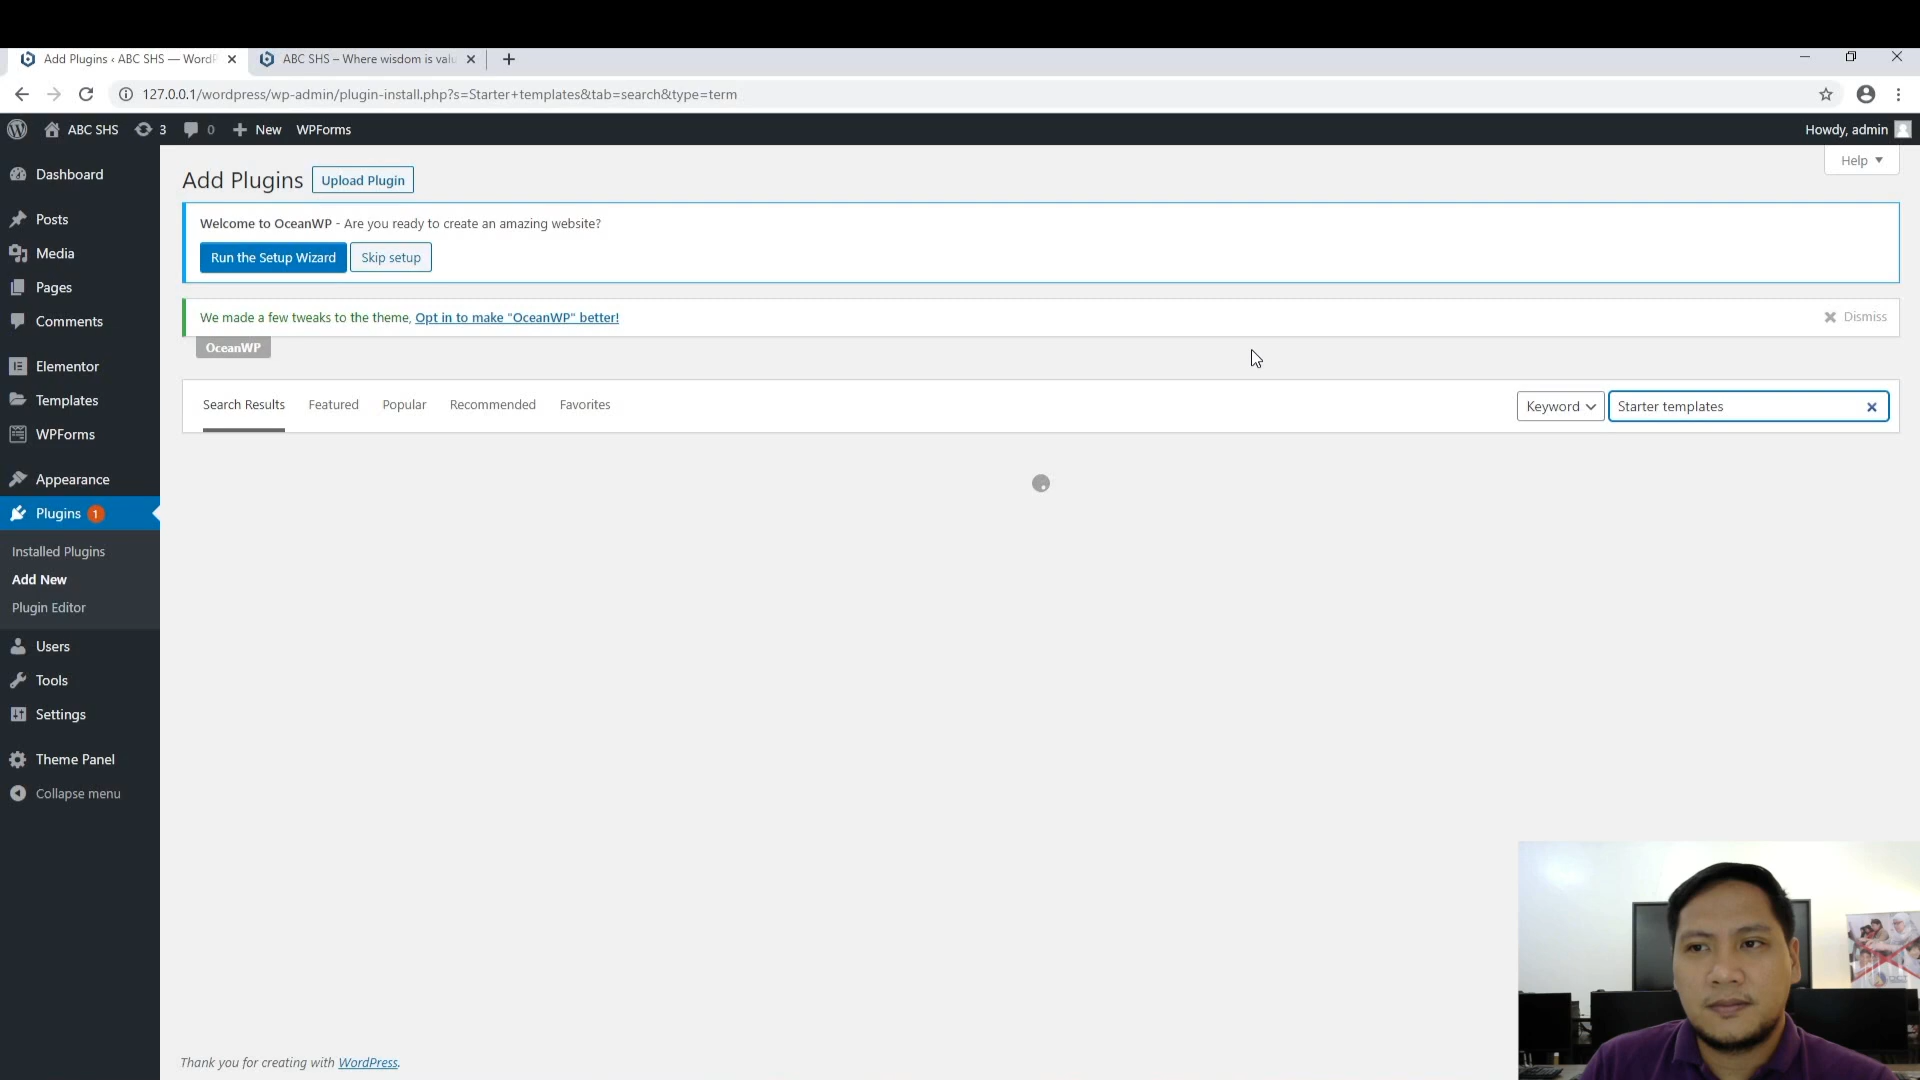 Add Plugins ‹ ABC SHS — WordP
ABC SHS – Where wisdom is valu
127.0.0.1/wordpress/wp-admin/plugin-install.php?s=Starter+templates&tab=search&type=term
ABC SHS 3 0 New WPForms Howdy, admin
Help
Dashboard
Posts
Media
Pages
Comments
Elementor
Templates
WPForms
Appearance
Plugins 1
Installed Plugins
Add New
Plugin Editor
Users
Tools
Settings
Theme Panel
Collapse menu
Add Plugins Upload Plugin
Welcome to OceanWP - Are you ready to create an amazing website?
Run the Setup Wizard Skip setup
We made a few tweaks to the theme, Opt in to make "OceanWP" better! Dismiss
OceanWP
Search Results Featured Popular Recommended Favorites Keyword Starter templates
Thank you for creating with WordPress.